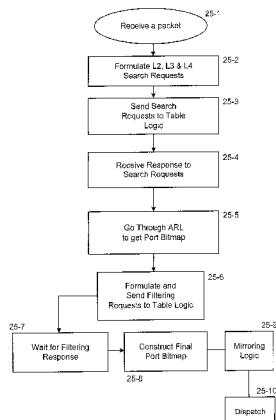 25-1
Receive a packet
25-2
Formulate L2, L3 & L4
Search Requests
25-3
Send Search
Requests to Table
Logic
25-4
Receive Response to
Search Requests
25-5
Go Through ARL
to get Port Bitmap
25-6
Formulate and
Send Filtering
Requests to Table Logic
25-7
Wait for Filtering
Response
Construct Final
Port Bitmap
25-8
25-9
Mirroring
Logic
25-10
Dispatch